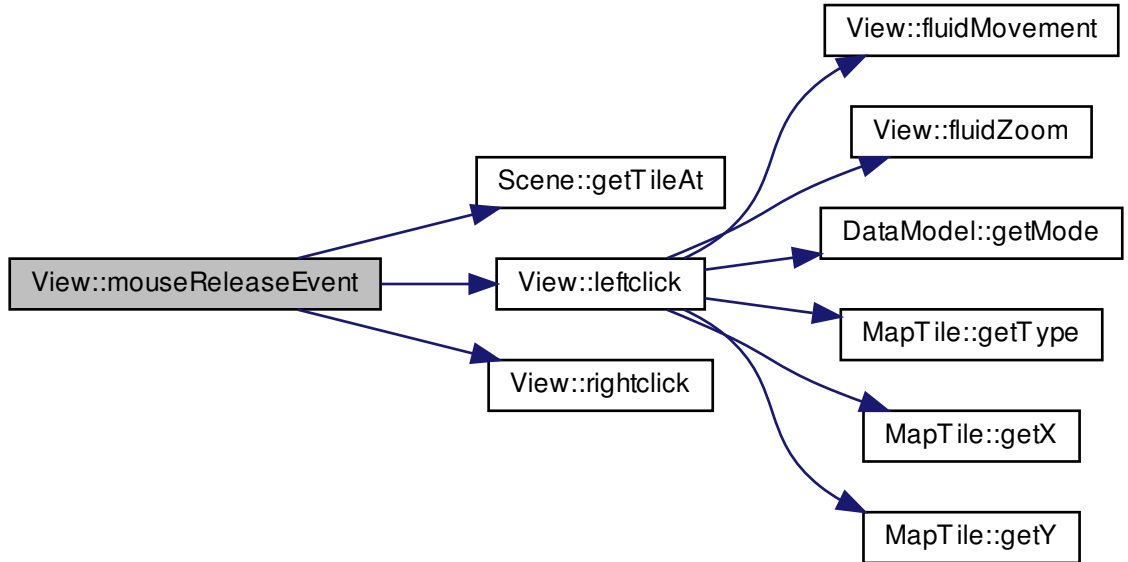 View::mouseReleaseEvent
Scene::getTileAt
View::leftclick
View::rightclick
View::fluidMovement
View::fluidZoom
DataModel::getMode
MapTile::getType
MapTile::getX
MapTile::getY